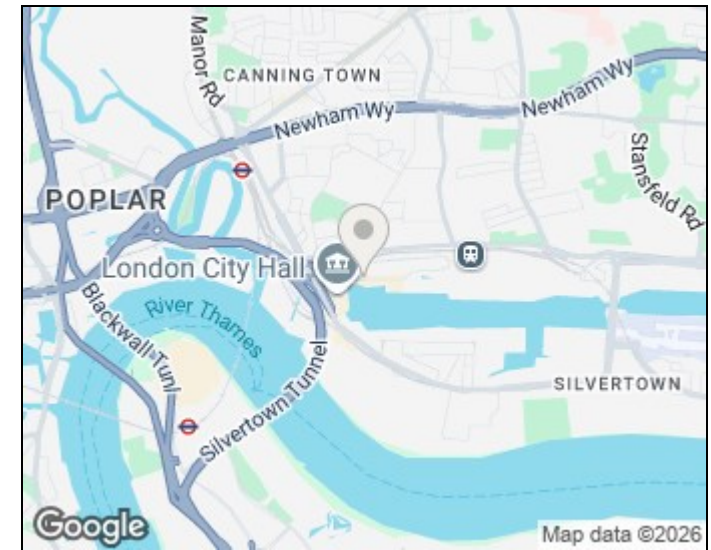 Manor Rd
CANNING TOWN
Newham Wy
Newham Wy
Stansfeld Rd
POPLAR
London City Hall
River Thames
Blackwall Tunl
Silvertown Tunnel
SILVERTOWN
Google
Map data ©2026